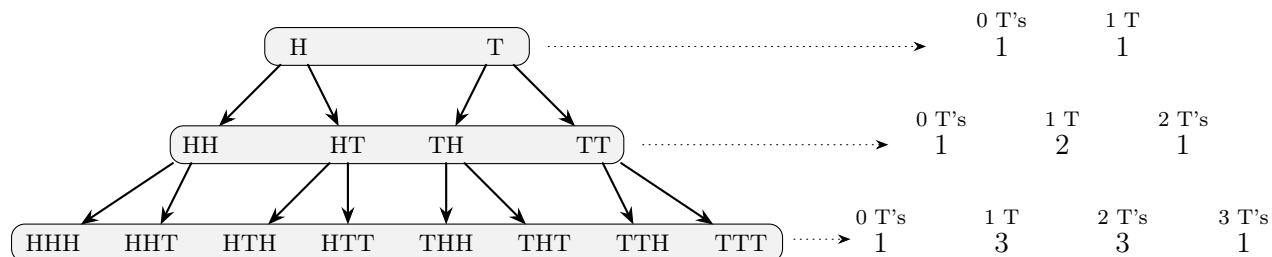 0 T's 1 T
H T 1 1
0 T's 1 T 2 T's
HH HT TH TT 1 2 1
0 T's 1 T 2 T's 3 T's
HHH HHT HTH HTT THH THT TTH TTT 1 3 3 1